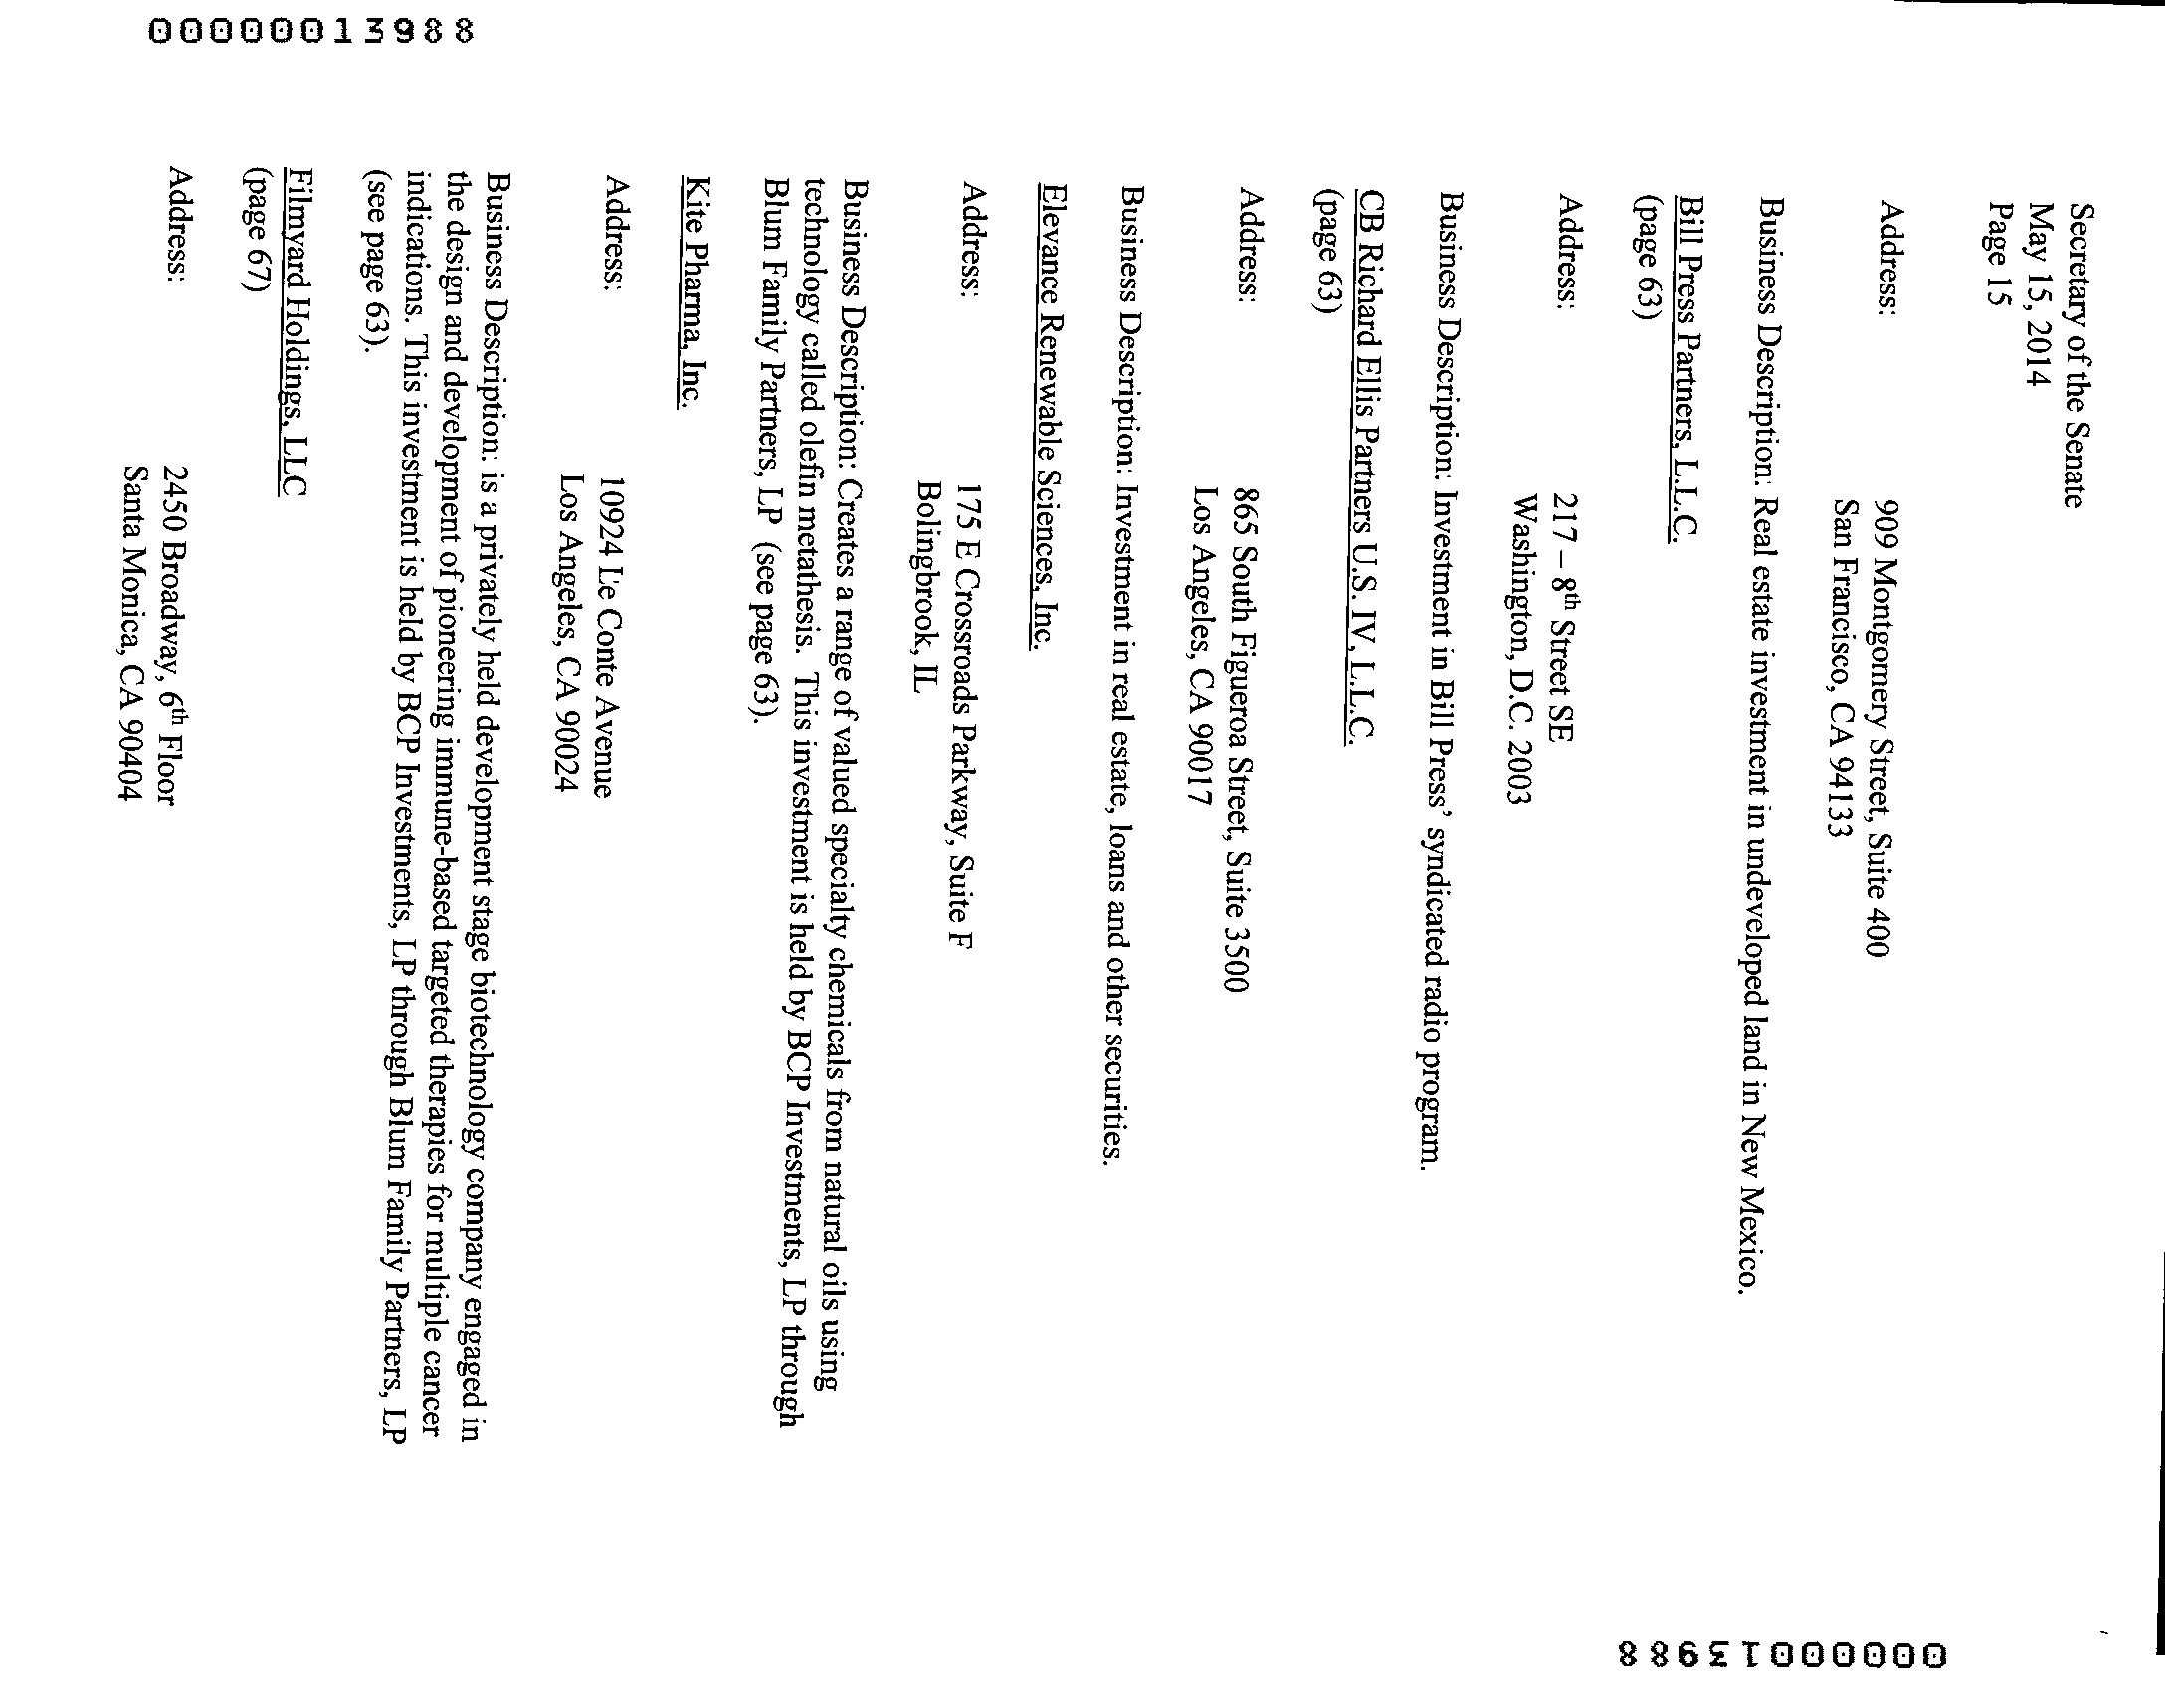 00000013988
Secretary of the Senate
May 15, 2014
Page 15
Address: 909 Montgomery Street, Suite 400
San Francisco, CA 94133
Business Description: Real estate investment in undeveloped land in New Mexico.
Bill Press Partners, L.L.C.
(page 63)
Address: 217 – 8th Street SE
Washington, D.C. 2003
Business Description: Investment in Bill Press’ syndicated radio program.
CB Richard Ellis Partners U.S. IV, L.L.C.
(page 63)
Address: 865 South Figueroa Street, Suite 3500
Los Angeles, CA 90017
Business Description: Investment in real estate, loans and other securities.
Elevance Renewable Sciences, Inc.
Address: 175 E Crossroads Parkway, Suite F
Bolingbrook, IL
Business Description: Creates a range of valued specialty chemicals from natural oils using
technology called olefin metathesis. This investment is held by BCP Investments, LP through
Blum Family Partners, LP (see page 63).
Kite Pharma, Inc.
Address: 10924 Le Conte Avenue
Los Angeles, CA 90024
Business Description: is a privately held development stage biotechnology company engaged in
the design and development of pioneering immune-based targeted therapies for multiple cancer
indications. This investment is held by BCP Investments, LP through Blum Family Partners, LP
(see page 63).
Filmyard Holdings, LLC
(page 67)
Address: 2450 Broadway, 6th Floor
Santa Monica, CA 90404
00000013988